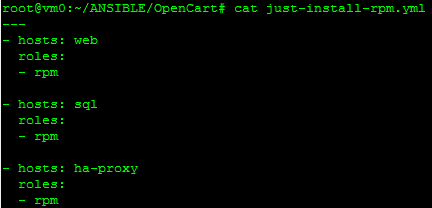 root@vm0:~/ANSIBLE/OpenCart# cat just-install-rpm.yml
---
- hosts: web
  roles:
  - rpm

- hosts: sql
  roles:
  - rpm

- hosts: ha-proxy
  roles:
  - rpm